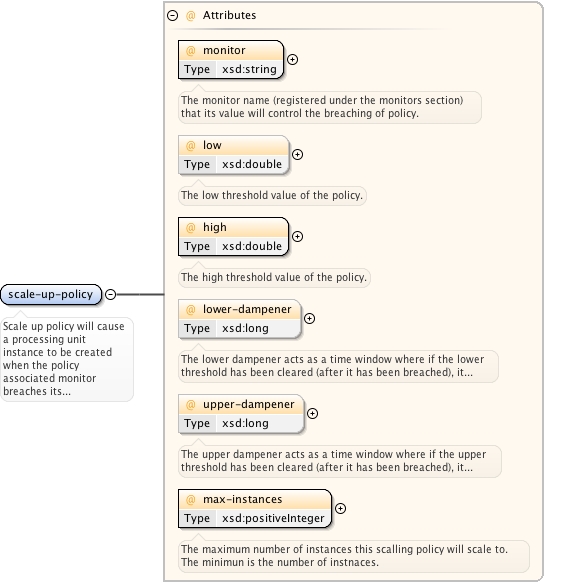 @ Attributes
@ monitor
Type xsd:string
The monitor name (registered under the monitors section)
that its value will control the breaching of policy.
@ low
Type xsd:double
The low threshold value of the policy.
@ high
Type xsd:double
The high threshold value of the policy.
scale-up-policy
Scale up policy will cause
a processing unit
instance to be created
when the policy
associated monitor
breaches its...
@ lower-dampener
Type xsd:long
The lower dampener acts as a time window where if the lower
threshold has been cleared (after it has been breached), it...
@ upper-dampener
Type xsd:long
The upper dampener acts as a time window where if the upper
threshold has been cleared (after it has been breached), it...
@ max-instances
Type xsd:positiveInteger
The maximum number of instances this scalling policy will scale to.
The minimun is the number of instnaces.